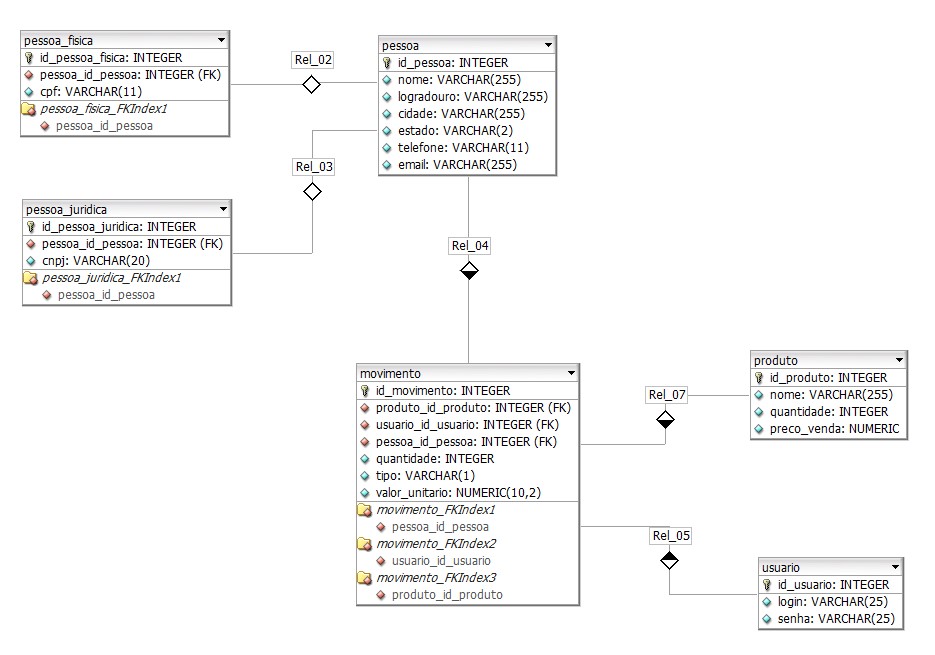 pessoa_fisica
id_pessoa_fisica: INTEGER
pessoa_id_pessoa: INTEGER (FK)
cpf: VARCHAR(11)
pessoa_fisica_FKIndex1
pessoa_id_pessoa
Rel_02
pessoa
id_pessoa: INTEGER
nome: VARCHAR(255)
logradouro: VARCHAR(255)
cidade: VARCHAR(255)
estado: VARCHAR(2)
telefone: VARCHAR(11)
email: VARCHAR(255)
Rel_03
pessoa_juridica
id_pessoa_juridica: INTEGER
pessoa_id_pessoa: INTEGER (FK)
cnpj: VARCHAR(20)
pessoa_juridica_FKIndex1
pessoa_id_pessoa
Rel_04
movimento
id_movimento: INTEGER
produto_id_produto: INTEGER (FK)
usuario_id_usuario: INTEGER (FK)
pessoa_id_pessoa: INTEGER (FK)
quantidade: INTEGER
tipo: VARCHAR(1)
valor_unitario: NUMERIC(10,2)
movimento_FKIndex1
pessoa_id_pessoa
movimento_FKIndex2
usuario_id_usuario
movimento_FKIndex3
produto_id_produto
Rel_07
produto
id_produto: INTEGER
nome: VARCHAR(255)
quantidade: INTEGER
preco_venda: NUMERIC
Rel_05
usuario
id_usuario: INTEGER
login: VARCHAR(25)
senha: VARCHAR(25)